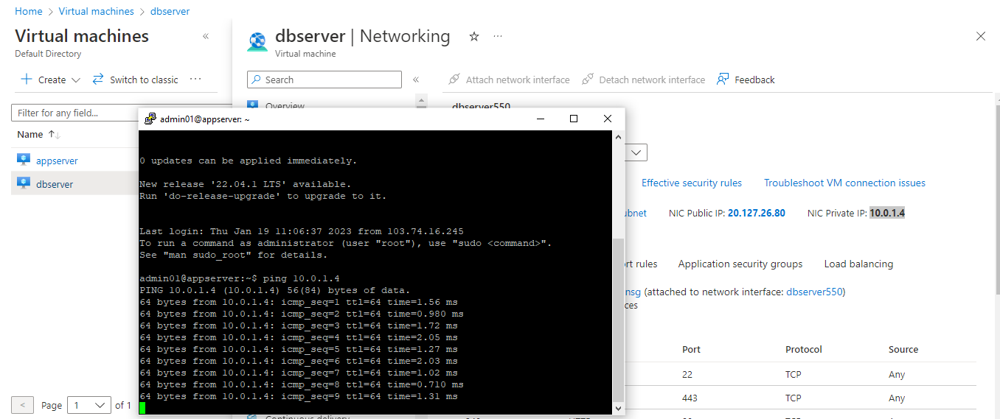 Home > Virtual machines > dbserver
Virtual machines
«
Default Directory
Create
Switch to classic
...
Filter for any field...
Name ↑↓
appserver
dbserver
< Page 1 of 1
dbserver | Networking
...
Virtual machine
Search
«
Attach network interface
Detach network interface
Feedback
Overview
dbserver550
Effective security rules
Troubleshoot VM connection issues
NIC Public IP: 20.127.26.80
NIC Private IP: 10.0.1.4
rt rules
Application security groups
Load balancing
nsg (attached to network interface: dbserver550)
Port Protocol Source
22 TCP Any
443 TCP Any
Continuous delivery
admin01@appserver: ~
0 updates can be applied immediately.
New release '22.04.1 LTS' available.
Run 'do-release-upgrade' to upgrade to it.
Last login: Thu Jan 19 11:06:37 2023 from 103.74.16.245
To run a command as administrator (user "root"), use "sudo <command>".
See "man sudo_root" for details.
admin01@appserver:~$ ping 10.0.1.4
PING 10.0.1.4 (10.0.1.4) 56(84) bytes of data.
64 bytes from 10.0.1.4: icmp_seq=1 ttl=64 time=1.56 ms
64 bytes from 10.0.1.4: icmp_seq=2 ttl=64 time=0.980 ms
64 bytes from 10.0.1.4: icmp_seq=3 ttl=64 time=1.72 ms
64 bytes from 10.0.1.4: icmp_seq=4 ttl=64 time=2.05 ms
64 bytes from 10.0.1.4: icmp_seq=5 ttl=64 time=1.27 ms
64 bytes from 10.0.1.4: icmp_seq=6 ttl=64 time=2.03 ms
64 bytes from 10.0.1.4: icmp_seq=7 ttl=64 time=1.02 ms
64 bytes from 10.0.1.4: icmp_seq=8 ttl=64 time=0.710 ms
64 bytes from 10.0.1.4: icmp_seq=9 ttl=64 time=1.31 ms